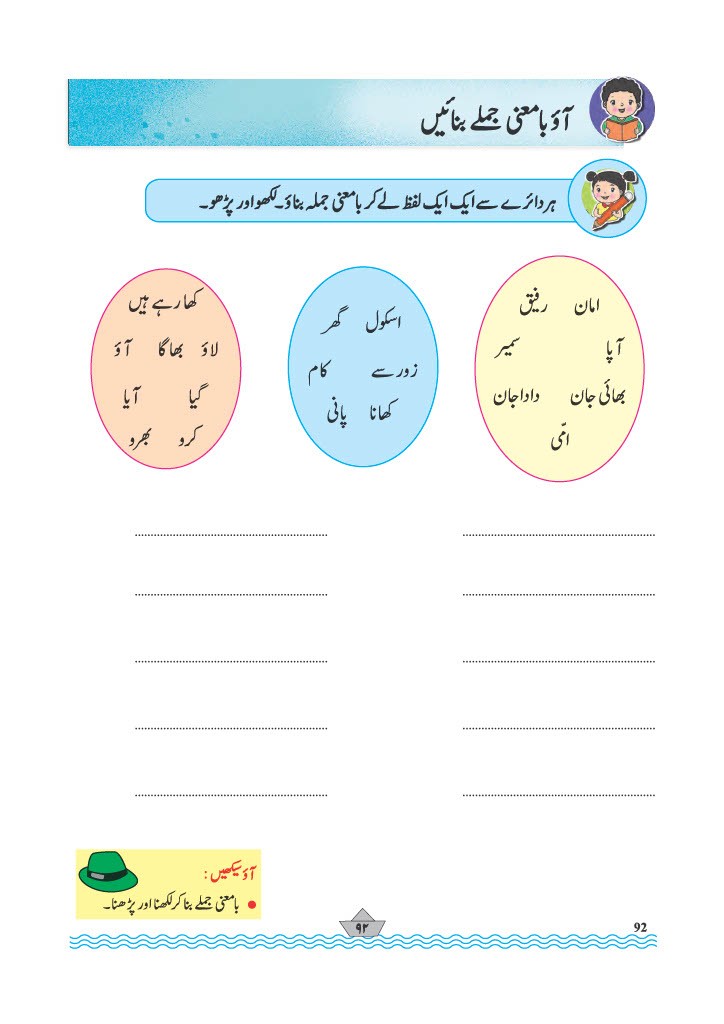 آؤ بامعنی جملے بنائیں
ہر دائرے سے ایک ایک لفظ لے کر بامعنی جملہ بناؤ۔ لکھو اور پڑھو۔
امان رفیق
آپا سمیر
بھائی جان دادا جان
امّی
اسکول گھر
زور سے کام
کھانا پانی
کھا رہے ہیں
لاؤ بھاگا آؤ
گیا آیا
کرو بھرو
آؤ سیکھیں :
● بامعنی جملے بنا کر لکھنا اور پڑھنا۔
۹۲
92